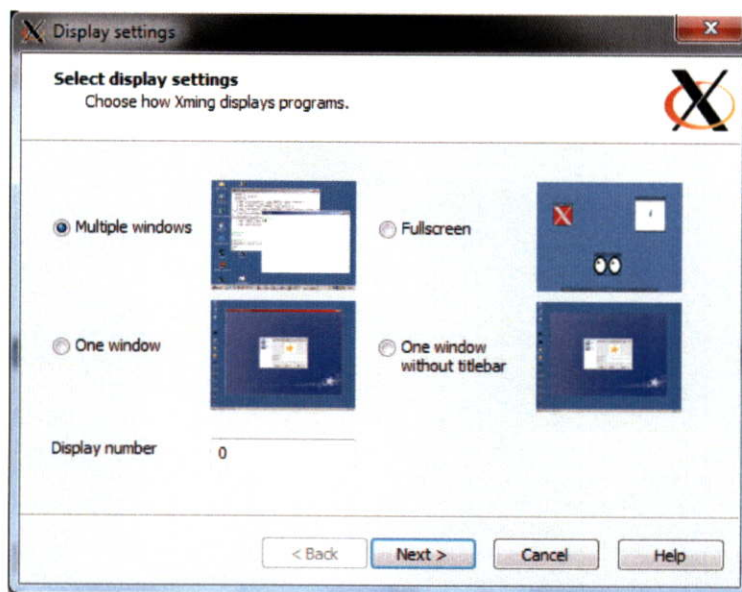 Display settings
X
Select display settings
Choose how Xming displays programs.
Multiple windows
Fullscreen
One window
One window
without titlebar
Display number
0
< Back
Next >
Cancel
Help